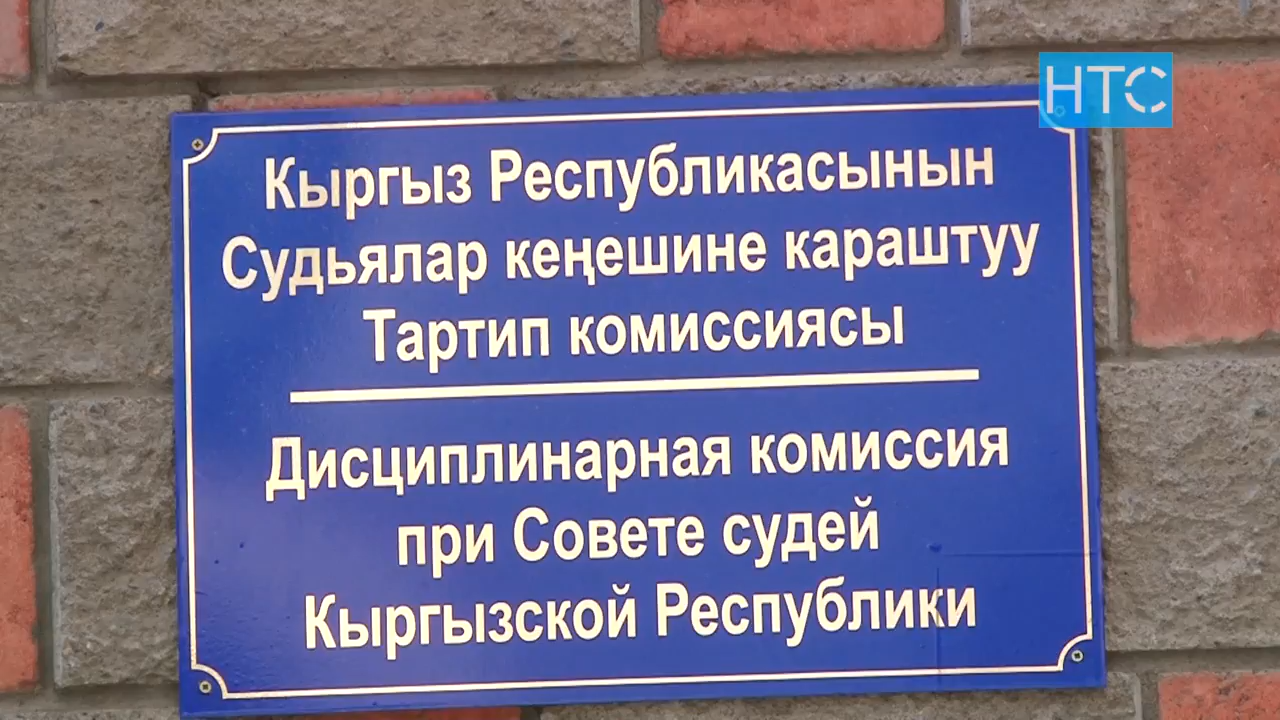 НТС
Кыргыз Республикасынын
Судьялар кеңешине караштуу
Тартип комиссиясы
Дисциплинарная комиссия
при Совете судей
Кыргызской Республики